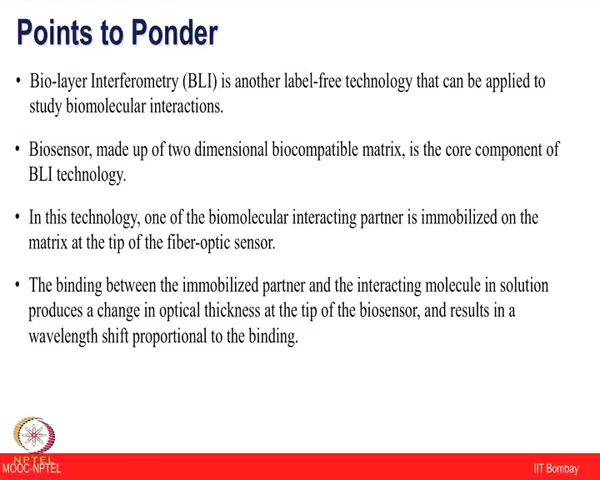 Points to Ponder
• Bio-layer Interferometry (BLI) is another label-free technology that can be applied to
study biomolecular interactions.
• Biosensor, made up of two dimensional biocompatible matrix, is the core component of
BLI technology.
• In this technology, one of the biomolecular interacting partner is immobilized on the
matrix at the tip of the fiber-optic sensor.
• The binding between the immobilized partner and the interacting molecule in solution
produces a change in optical thickness at the tip of the biosensor, and results in a
wavelength shift proportional to the binding.
NPTEL
MOOC-NPTEL
IIT Bombay